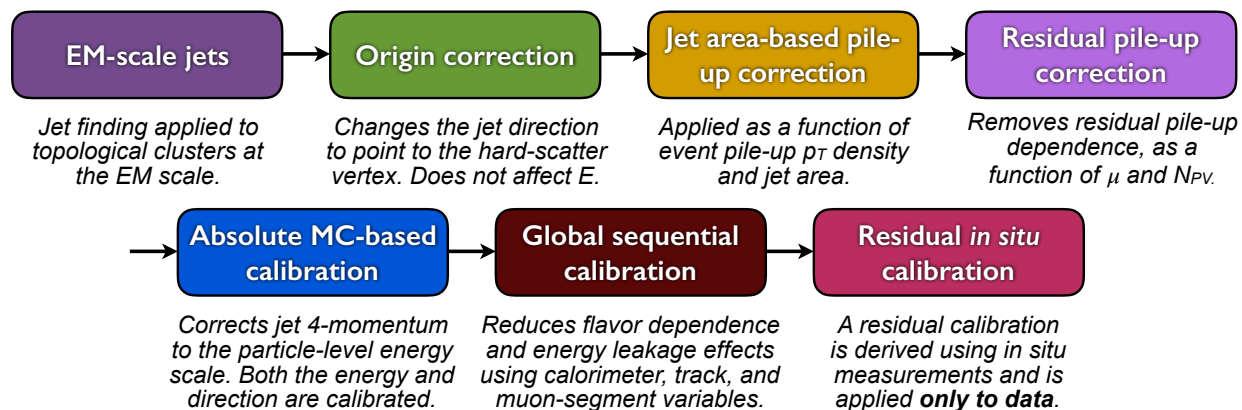 EM-scale jets
Jet finding applied to
topological clusters at
the EM scale.
Origin correction
Changes the jet direction
to point to the hard-scatter
vertex. Does not affect E.
Jet area-based pile-
up correction
Applied as a function of
event pile-up pT density
and jet area.
Residual pile-up
correction
Removes residual pile-up
dependence, as a
function of μ and NPV.
Absolute MC-based
calibration
Corrects jet 4-momentum
to the particle-level energy
scale. Both the energy and
direction are calibrated.
Global sequential
calibration
Reduces flavor dependence
and energy leakage effects
using calorimeter, track, and
muon-segment variables.
Residual in situ
calibration
A residual calibration
is derived using in situ
measurements and is
applied only to data.